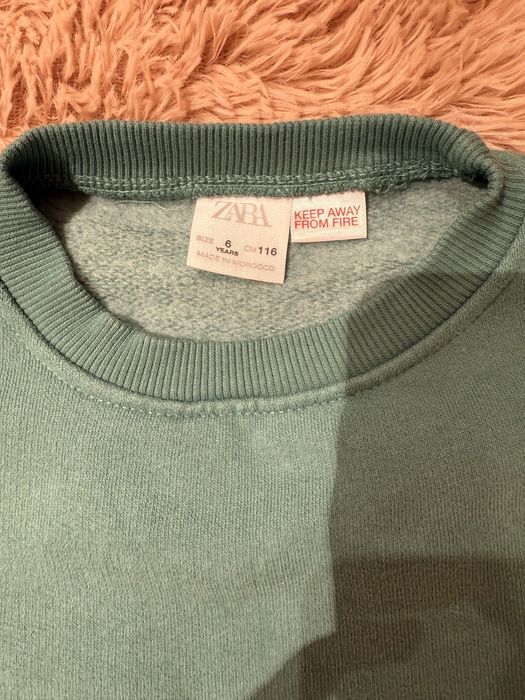 ZARA
SIZE 6 YEARS CM 116
MADE IN MOROCCO
KEEP AWAY
FROM FIRE